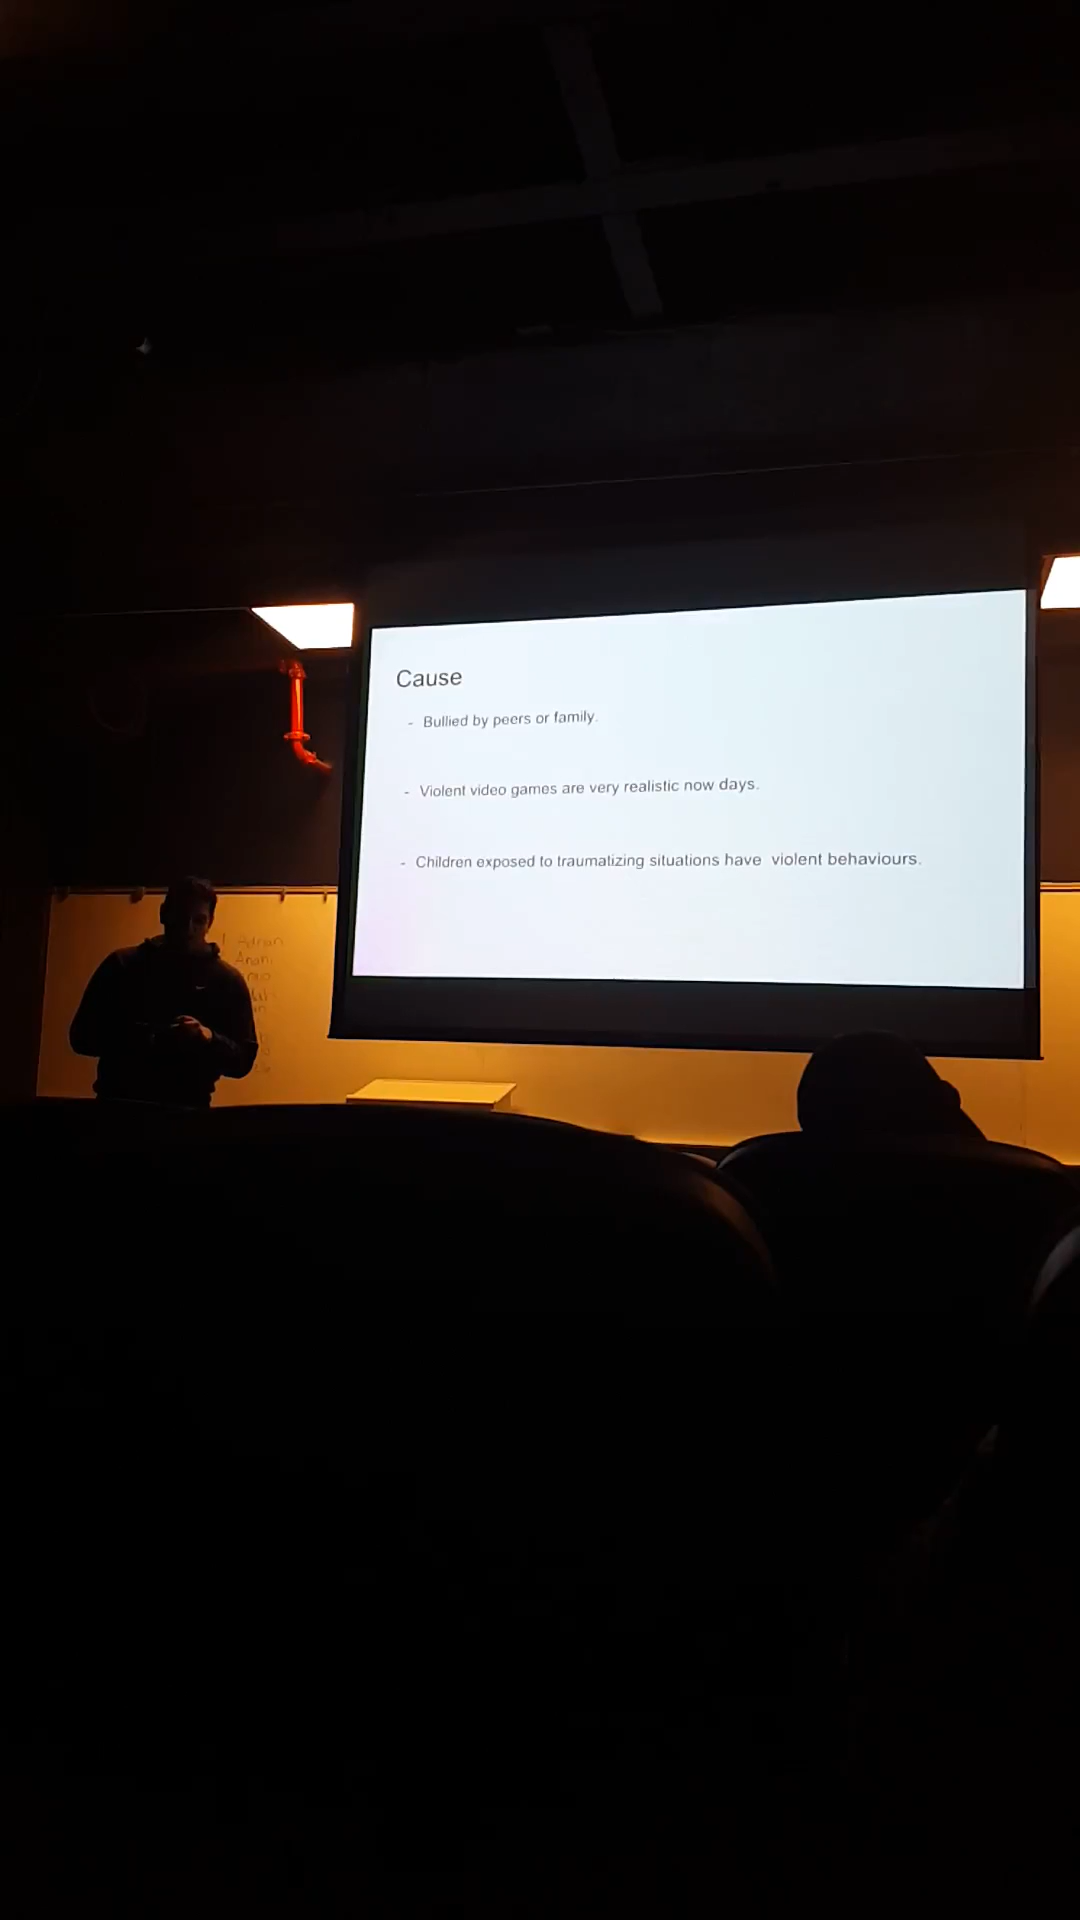 Cause
- Bullied by peers or family.
- Violent video games are very realistic now days.
- Children exposed to traumatizing situations have violent behaviours.
Adnan